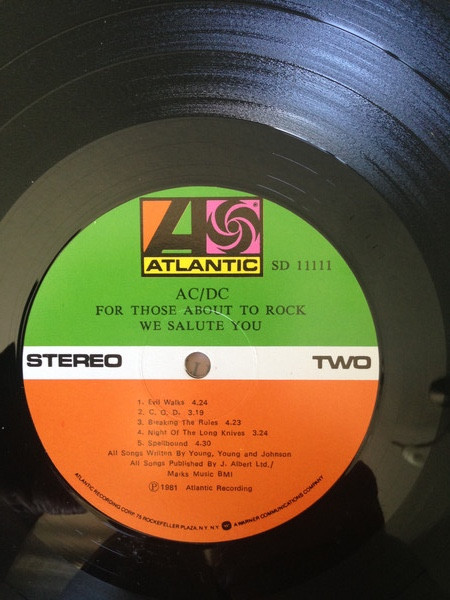 A
ATLANTIC
SD 11111
AC/DC
FOR THOSE ABOUT TO ROCK
WE SALUTE YOU
STEREO
TWO
1. Evil Walks 4.24
2. C. O. D. 3.19
3. Breaking The Rules 4.23
4. Night Of The Long Knives 3.24
5. Spellbound 4.30
All Songs Written By Young, Young and Johnson
All Songs Published By J. Albert Ltd./
Marks Music BMI
Ⓟ1981 Atlantic Recording
ATLANTIC RECORDING CORP. 75 ROCKEFELLER PLAZA, N.Y. N.Y. A WARNER COMMUNICATIONS COMPANY